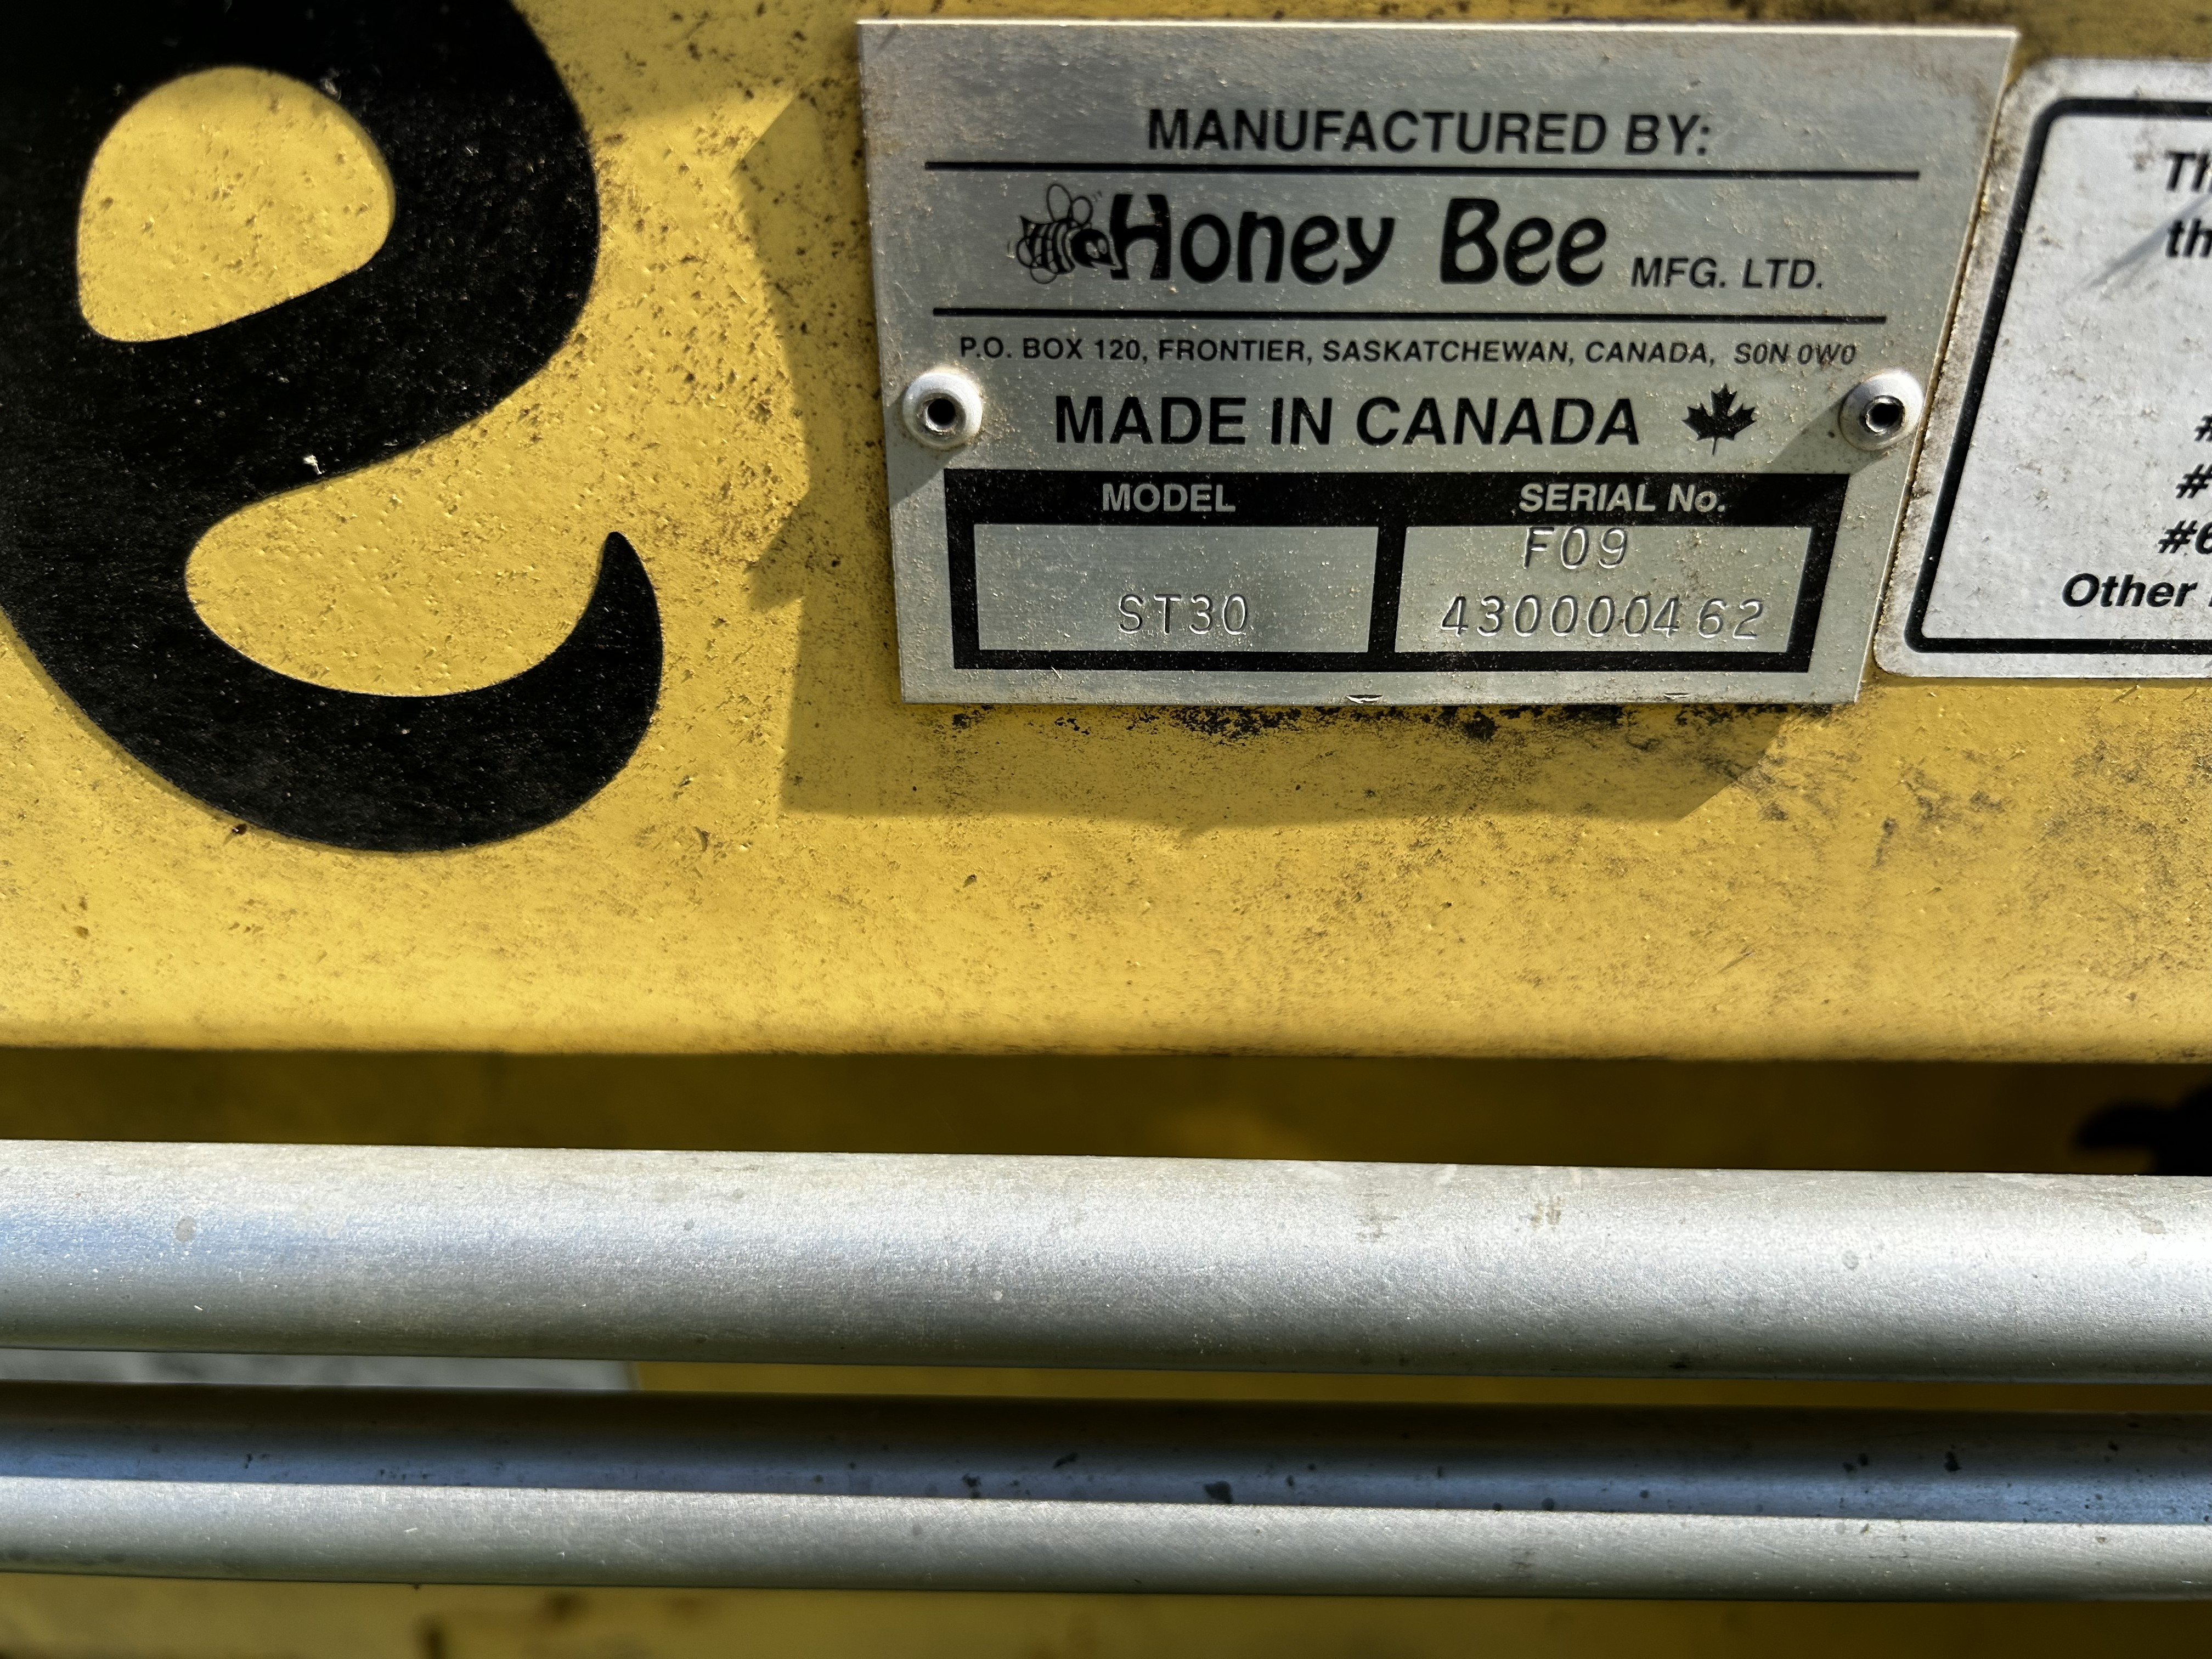 e
MANUFACTURED BY:
Honey Bee MFG. LTD.
P.O. BOX 120, FRONTIER, SASKATCHEWAN, CANADA, S0N 0W0
MADE IN CANADA
MODEL SERIAL No.
F09
ST30 430000462
th
#
#
#6
Other